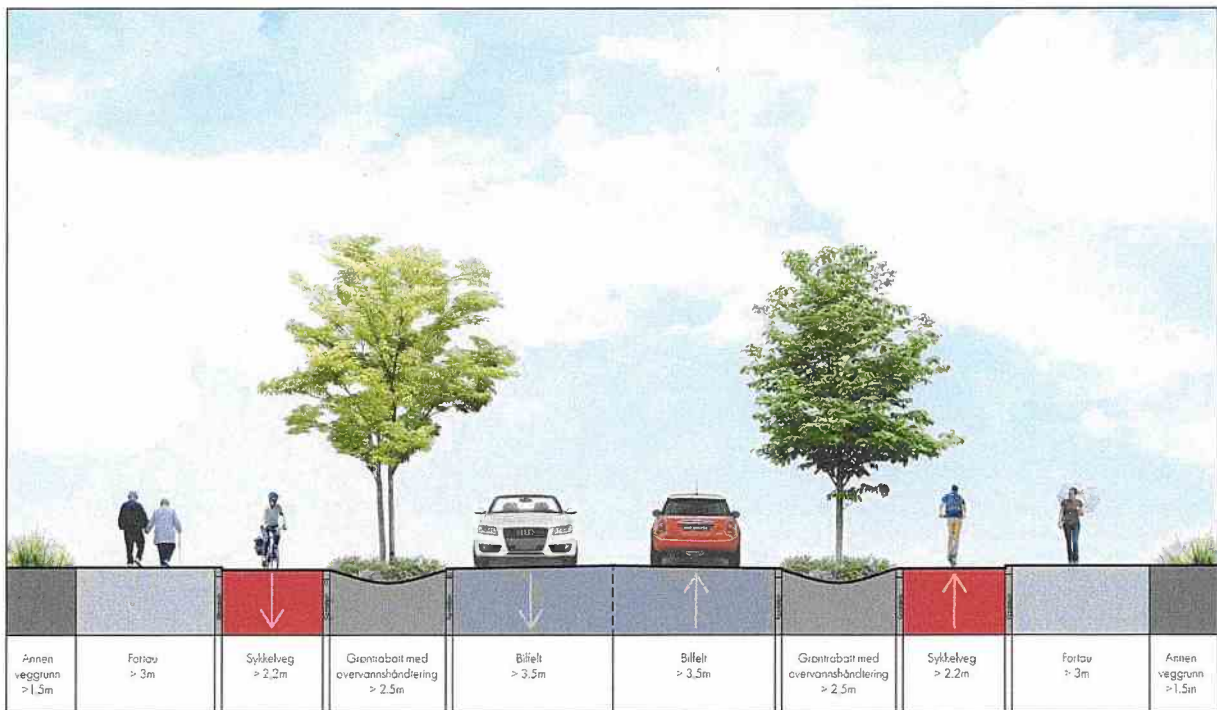 Annen
veggrunn
>1,5m
Fortau
> 3m
Sykkelveg
> 2,2m
Grøntrabatt med
overvannshåndtering
> 2,5m
Bilfelt
> 3,5m
Bilfelt
> 3,5m
Grøntrabatt med
overvannshåndtering
> 2,5m
Sykkelveg
> 2,2m
Fortau
> 3m
Annen
veggrunn
>1,5m